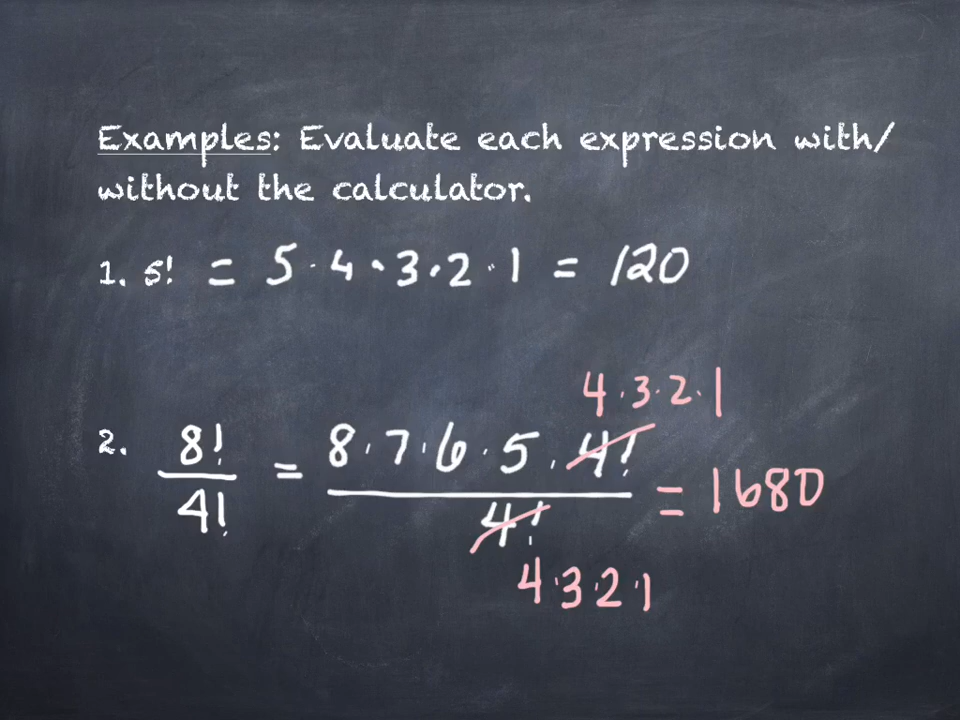 Examples: Evaluate each expression with/
without the calculator.
1. 5! = 5 · 4 · 3 · 2 · 1 = 120
4 · 3 · 2 · 1
2. 8!/4! = 8 · 7 · 6 · 5 · 4!/4! = 1680
4 · 3 · 2 · 1